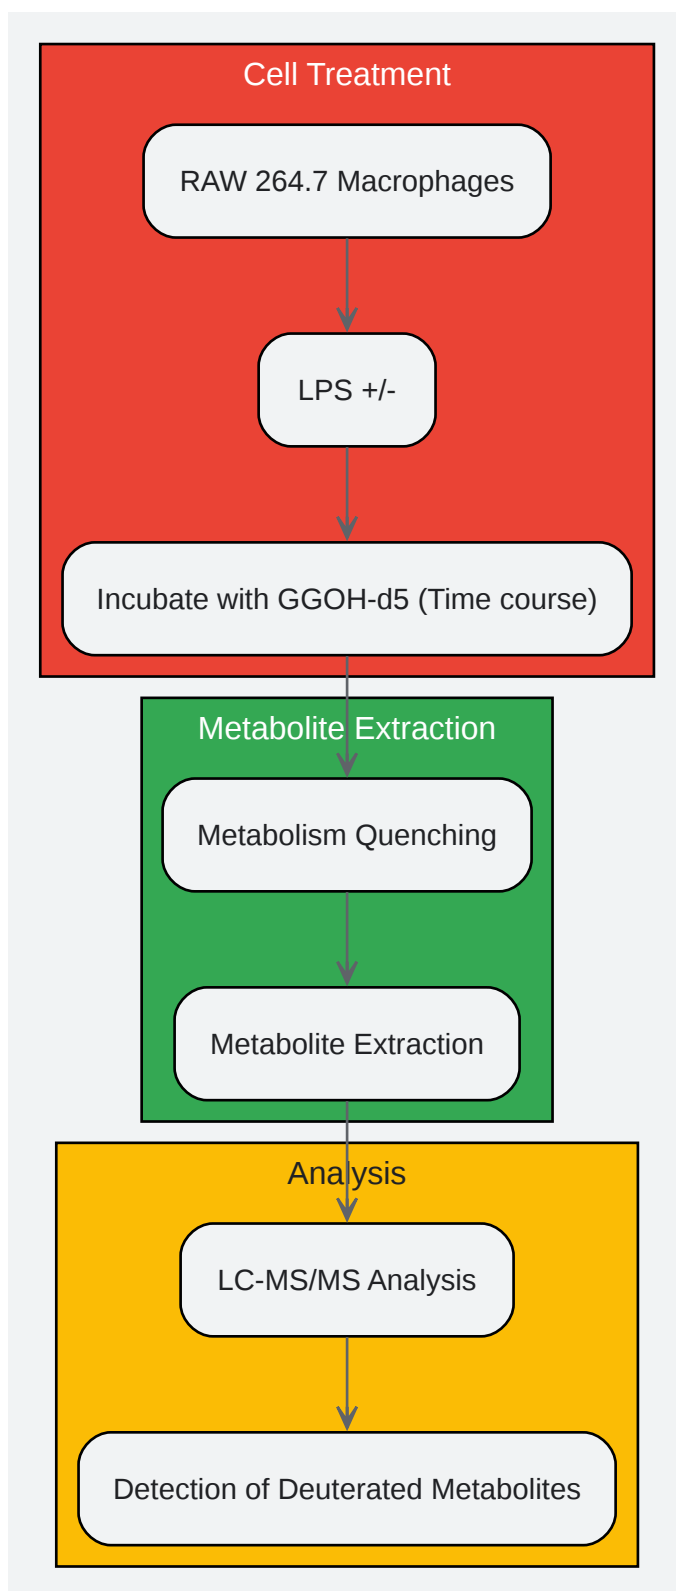 Cell Treatment
RAW 264.7 Macrophages
LPS +/-
Incubate with GGOH-d5 (Time course)
Metabolite Extraction
Metabolism Quenching
Metabolite Extraction
Analysis
LC-MS/MS Analysis
Detection of Deuterated Metabolites